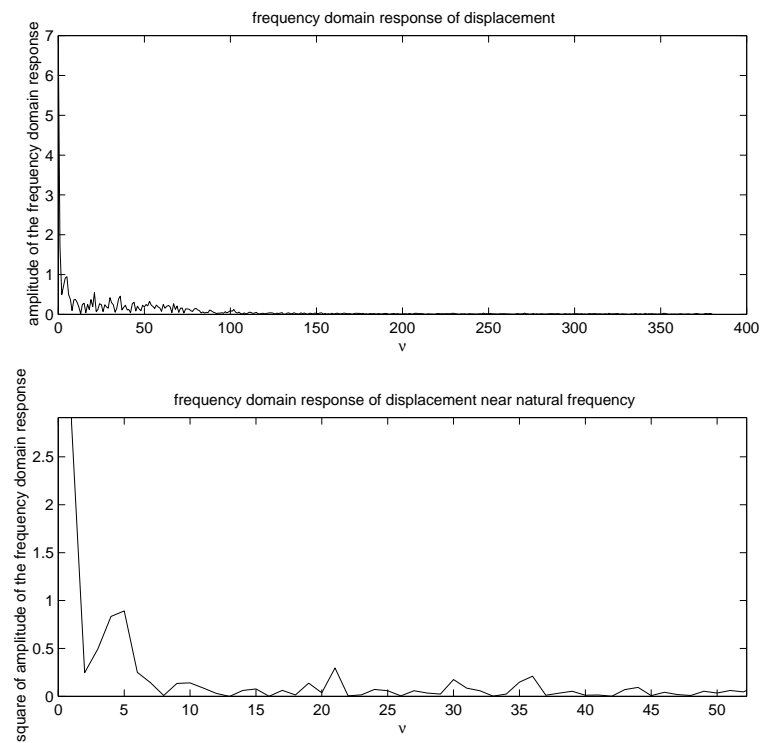 frequency domain response of displacement
amplitude of the frequency domain response
7
6
5
4
3
2
1
0
0 50 100 150 200 250 300 350 400
ν
frequency domain response of displacement near natural frequency
square of amplitude of the frequency domain response
2.5
2
1.5
1
0.5
0
0 5 10 15 20 25 30 35 40 45 50
ν